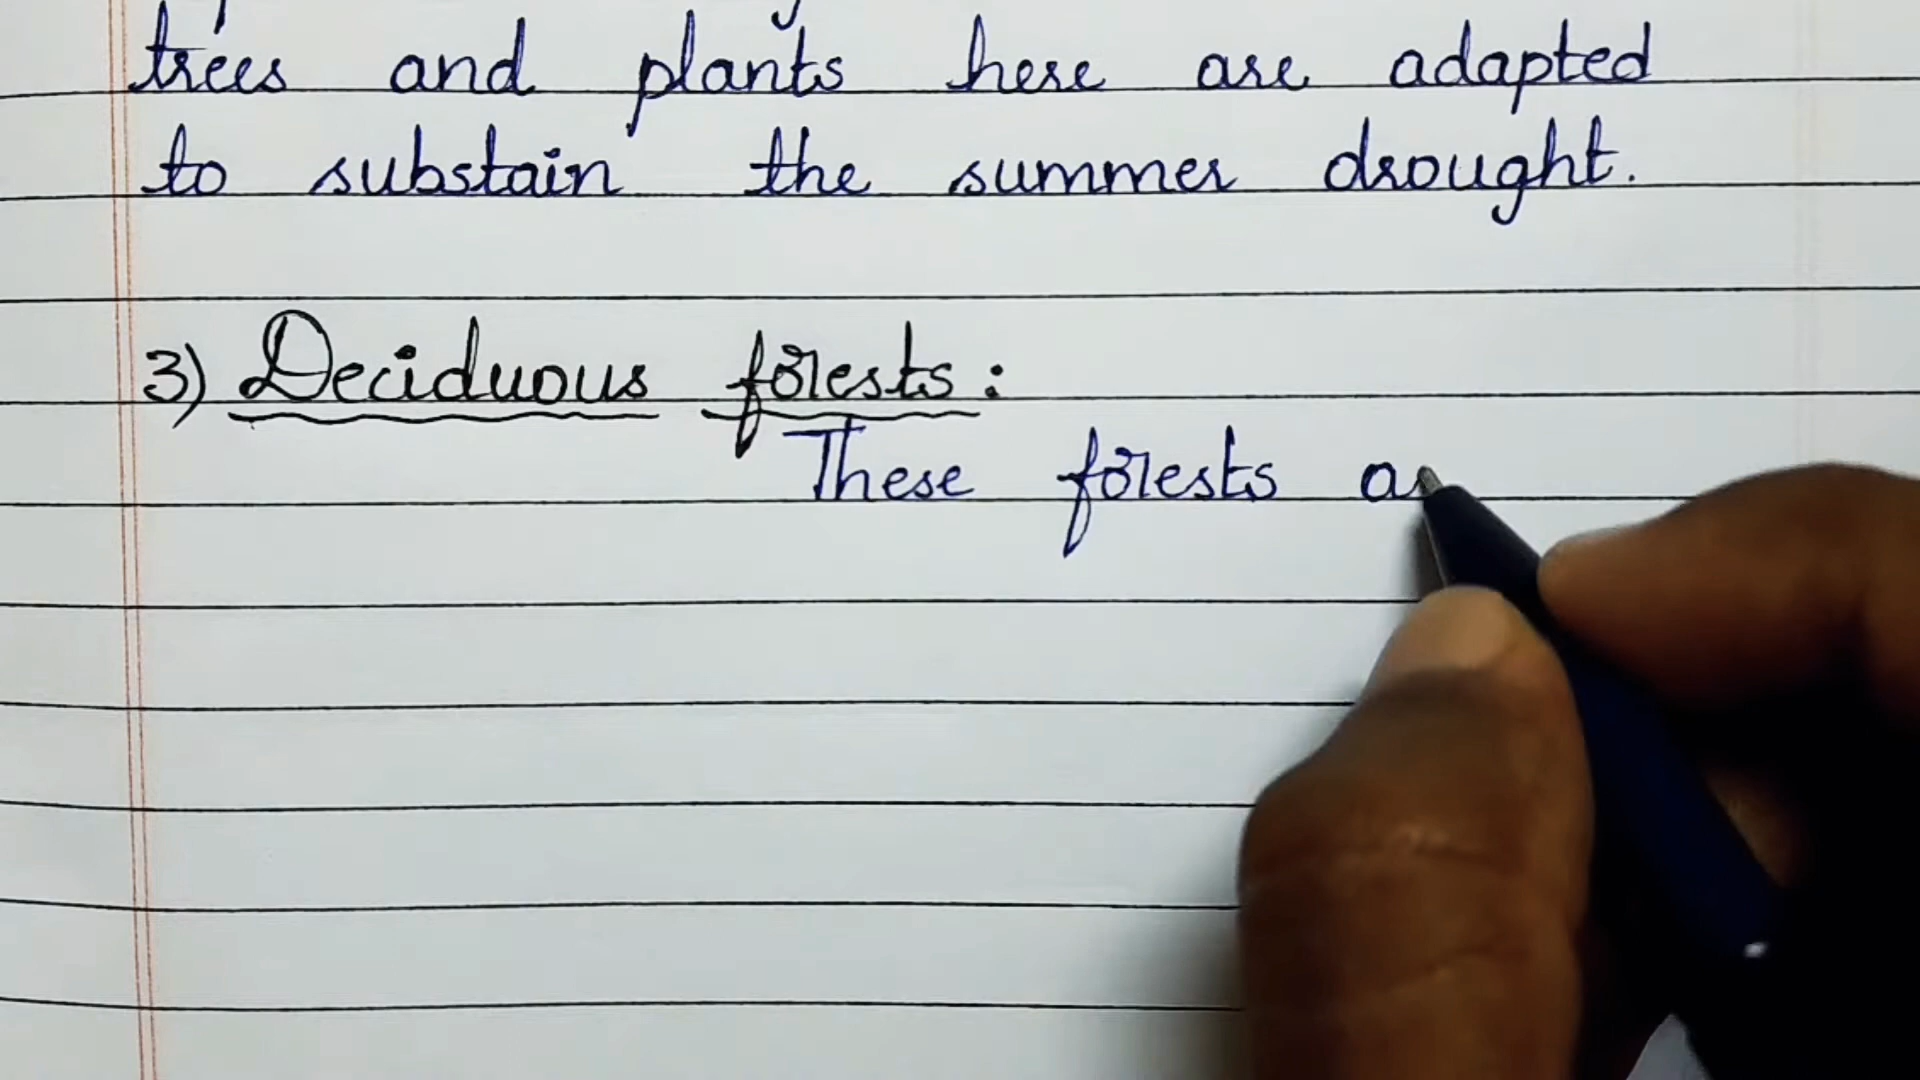 trees and plants here are adapted
to substain the summer drought.
3) Deciduous forests:
These forests